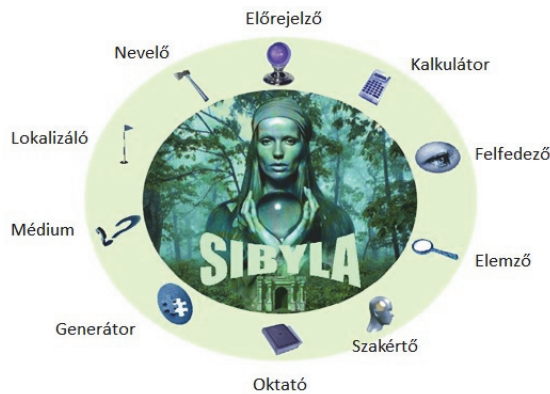 Előrejelző
Nevelő
Kalkulátor
Lokalizáló
Felfedező
Médium
SIBYLA
Elemző
Generátor
Szakértő
Oktató